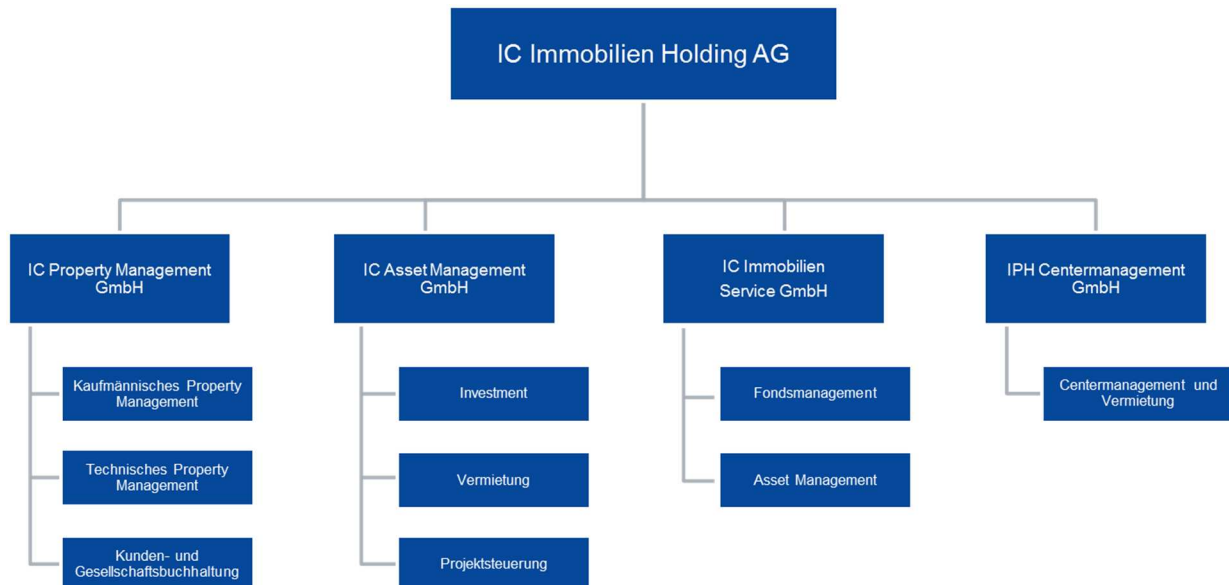 IC Immobilien Holding AG
IC Property Management
GmbH
IC Asset Management
GmbH
IC Immobilien
Service GmbH
IPH Centermanagement
GmbH
Kaufmännisches Property
Management
Investment
Fondsmanagement
Centermanagement und
Vermietung
Technisches Property
Management
Vermietung
Asset Management
Kunden- und
Gesellschaftsbuchhaltung
Projektsteuerung